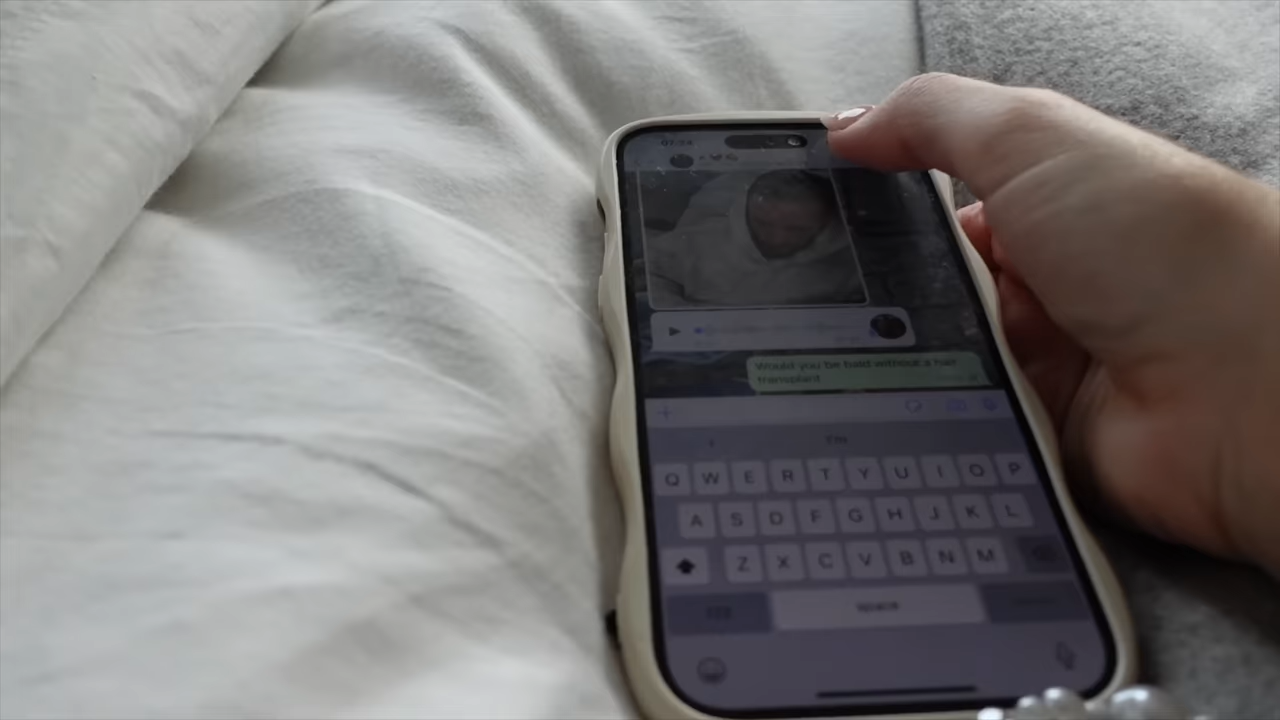 Would you be bald without a hair
transplant
I'm
Q W E R T Y U I O P
A S D F G H J K L
Z X C V B N M
space